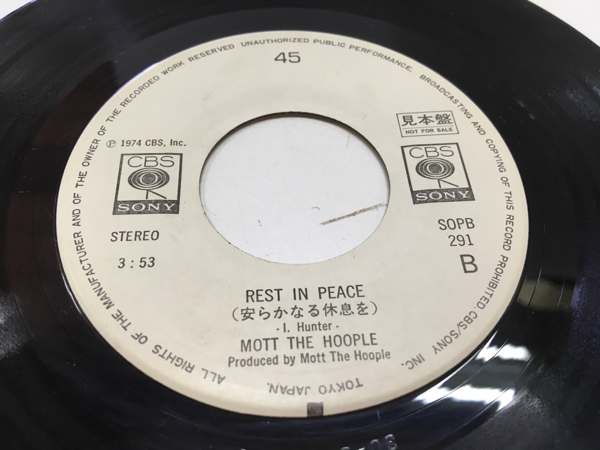 ALL RIGHTS OF THE MANUFACTURER AND OF THE OWNER OF THE RECORDED WORK RESERVED UNAUTHORIZED PUBLIC PERFORMANCE, BROADCASTING AND COPYING OF THIS RECORD PROHIBITED. CBS/SONY INC. TOKYO JAPAN.
45
℗ 1974 CBS, Inc.
見本盤
NOT FOR SALE
CBS
SONY
CBS
SONY
STEREO
SOPB
291
3:53
B
REST IN PEACE
(安らかなる休息を)
- I. Hunter -
MOTT THE HOOPLE
Produced by Mott The Hoople